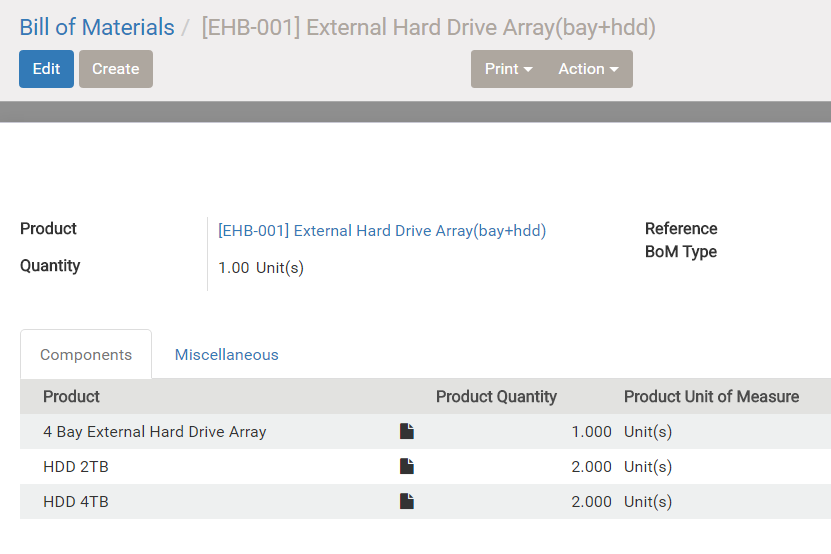 Bill of Materials / [EHB-001] External Hard Drive Array(bay+hdd)
Edit Create Print Action
Product [EHB-001] External Hard Drive Array(bay+hdd) Reference
BoM Type
Quantity 1.00 Unit(s)
Components Miscellaneous
Product Product Quantity Product Unit of Measure
4 Bay External Hard Drive Array 1.000 Unit(s)
HDD 2TB 2.000 Unit(s)
HDD 4TB 2.000 Unit(s)